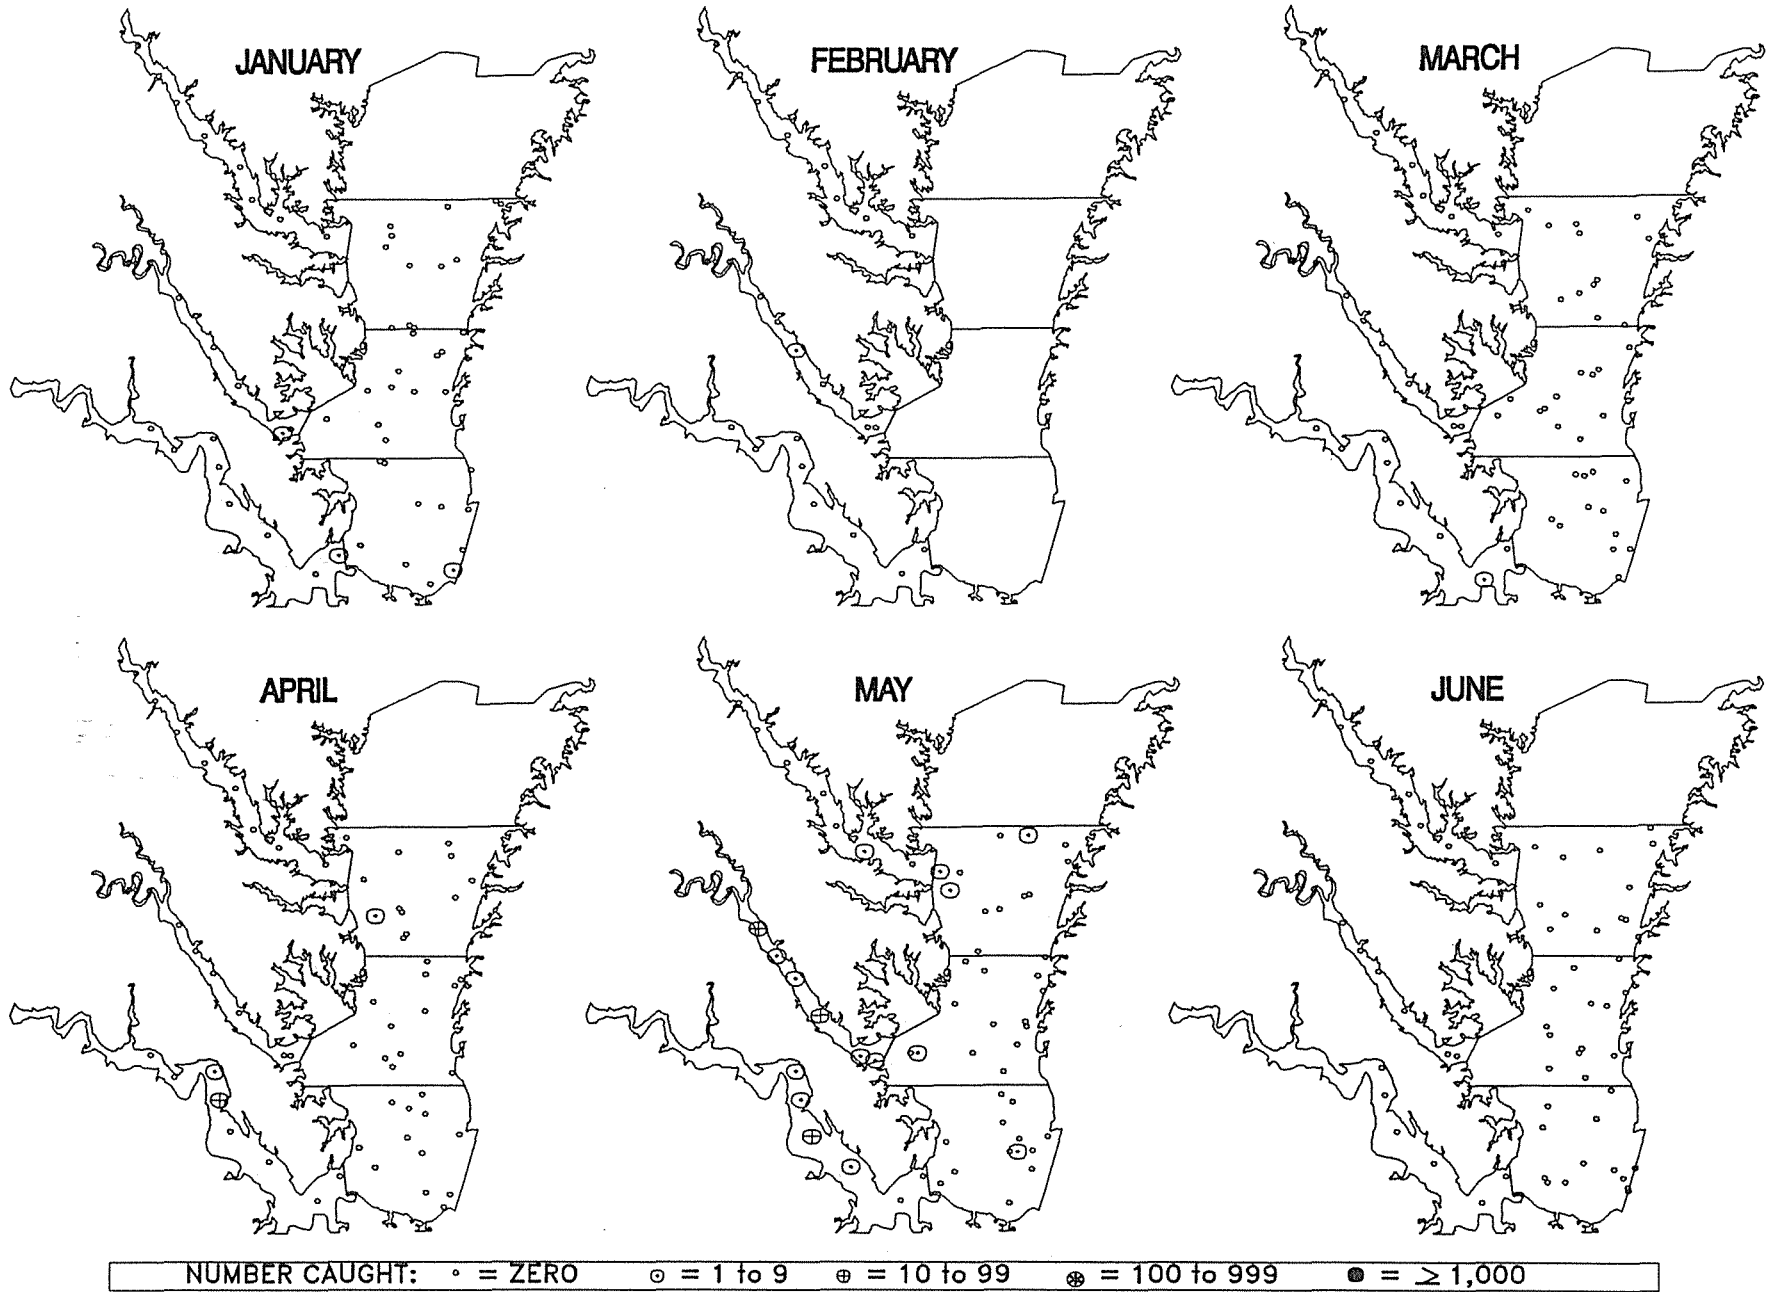 JANUARY
FEBRUARY
MARCH
APRIL
MAY
JUNE
NUMBER CAUGHT: ∘ = ZERO ⊙ = 1 to 9 ⊕ = 10 to 99 ⊛ = 100 to 999 ● = ≥ 1,000